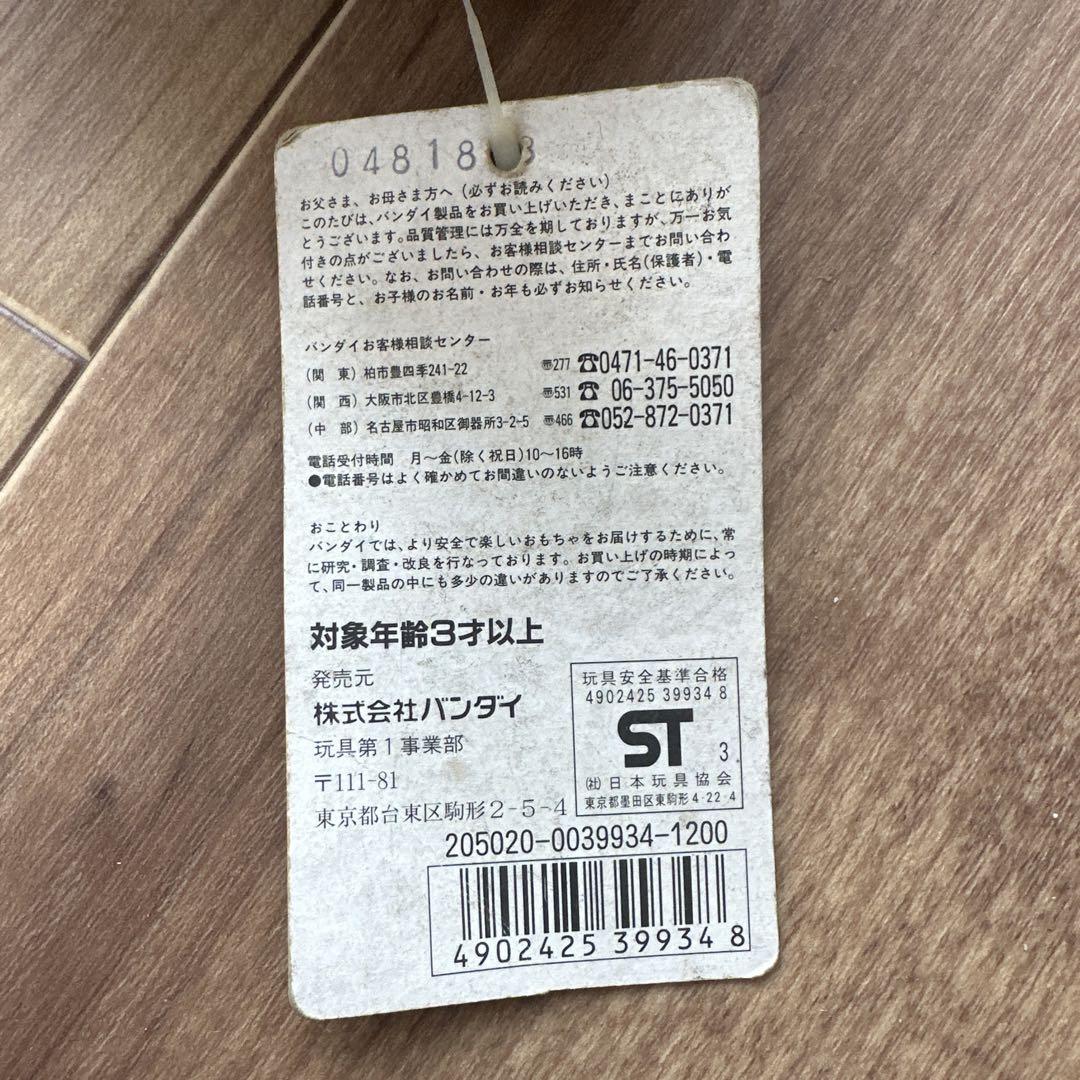 04818 3
お父さま、お母さま方へ(必ずお読みください)
このたびは、バンダイ製品をお買い上げいただき、まことにありが
とうございます。品質管理には万全を期しておりますが、万一お気
付きの点がございましたら、お客様相談センターまでお問い合わ
せください。なお、お問い合わせの際は、住所・氏名(保護者)・電
話番号と、お子様のお名前・お年も必ずお知らせください。
バンダイお客様相談センター
(関 東) 柏市豊四季241-22 〠277 ☎0471-46-0371
(関 西) 大阪市北区豊橋4-12-3 〠531 ☎ 06-375-5050
(中 部) 名古屋市昭和区御器所3-2-5 〠466 ☎052-872-0371
電話受付時間 月～金(除く祝日)10～16時
●電話番号はよく確かめてお間違いのないようご注意ください。
おことわり
バンダイでは、より安全で楽しいおもちゃをお届けするために、常
に研究・調査・改良を行なっております。お買い上げの時期によっ
て、同一製品の中にも多少の違いがありますのでご了承ください。
対象年齢3才以上
発売元
株式会社バンダイ
玩具第1事業部
〒111-81
東京都台東区駒形2-5-4
玩具安全基準合格
4902425 39934 8
ST 3
(社)日本玩具協会
東京都墨田区東駒形4-22-4
205020-0039934-1200
4902425 399348